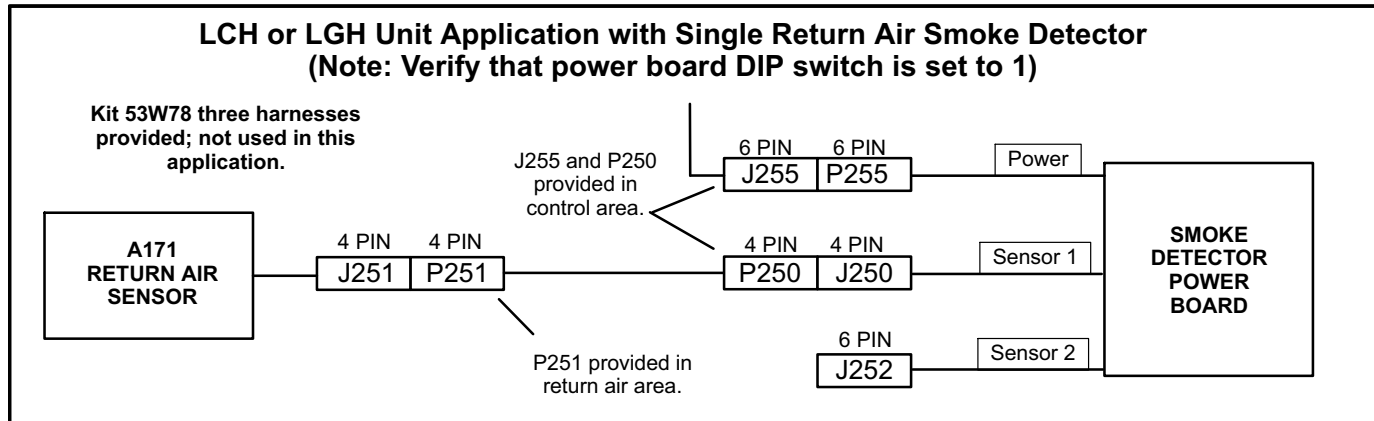 LCH or LGH Unit Application with Single Return Air Smoke Detector
(Note: Verify that power board DIP switch is set to 1)
Kit 53W78 three harnesses
provided; not used in this
application.
J255 and P250
provided in
control area.
6 PIN 6 PIN
J255 P255
Power
A171
RETURN AIR
SENSOR
4 PIN 4 PIN
J251 P251
4 PIN 4 PIN
P250 J250
Sensor 1
SMOKE
DETECTOR
POWER
BOARD
P251 provided in
return air area.
6 PIN
J252
Sensor 2